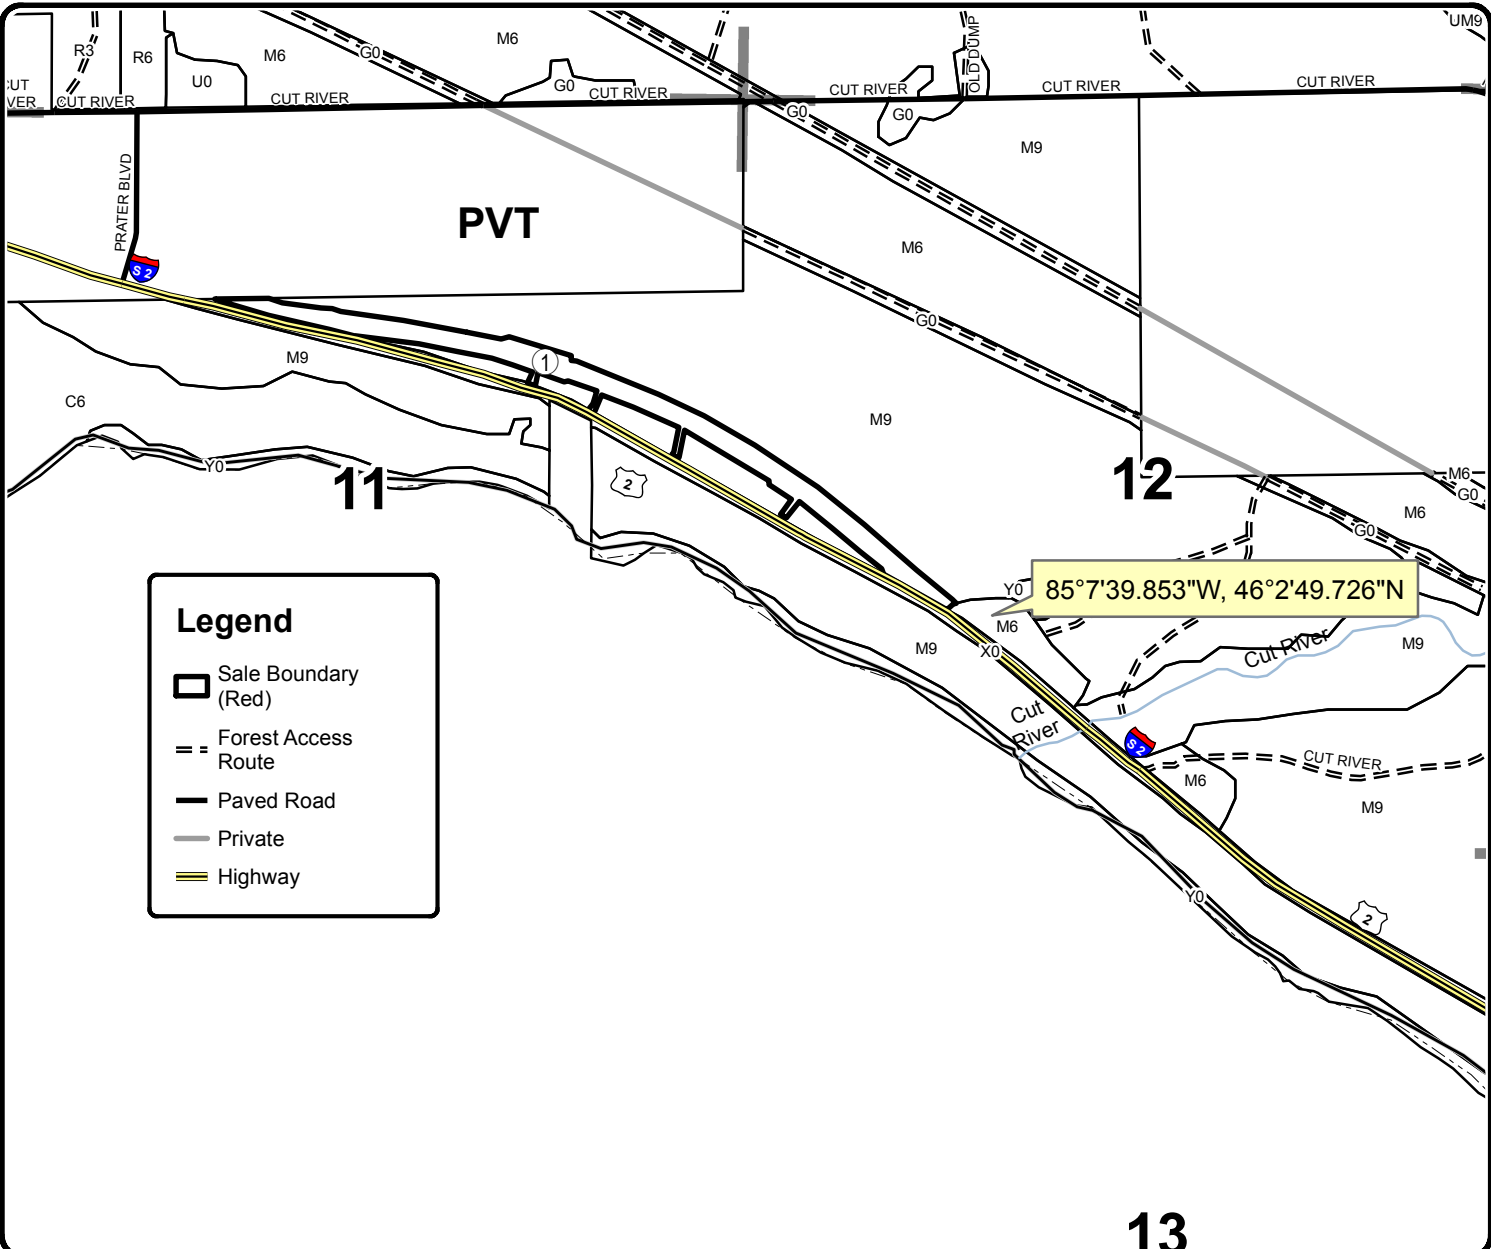 UM9
R3
R6
M6
M6
G0
OLD DUMP
U0
G0
CUT
VER
CUT RIVER
CUT RIVER
CUT RIVER
CUT RIVER
CUT RIVER
CUT RIVER
G0
G0
M9
PRATER BLVD
PVT
M6
S 2
G0
M9
1
C6
M9
Y0
11
2
12
M6
G0
M6
G0
85°7'39.853"W, 46°2'49.726"N
Y0
M6
M9
X0
Cut River
M9
Cut
River
S 2
CUT RIVER
M6
M9
Legend
Sale Boundary
(Red)
Forest Access
Route
Paved Road
Private
Highway
Y0
2
13